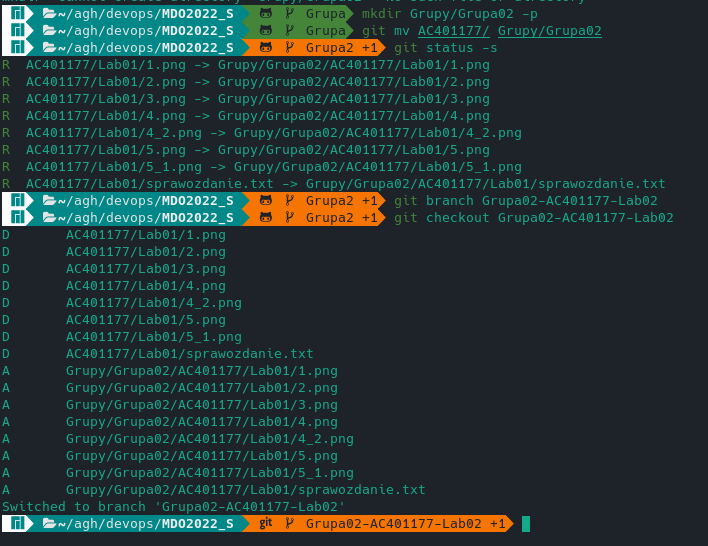 ~/agh/devops/MDO2022_S Grupa mkdir Grupy/Grupa02 -p
~/agh/devops/MDO2022_S Grupa git mv AC401177/ Grupy/Grupa02
~/agh/devops/MDO2022_S Grupa2 +1 git status -s
R  AC401177/Lab01/1.png -> Grupy/Grupa02/AC401177/Lab01/1.png
R  AC401177/Lab01/2.png -> Grupy/Grupa02/AC401177/Lab01/2.png
R  AC401177/Lab01/3.png -> Grupy/Grupa02/AC401177/Lab01/3.png
R  AC401177/Lab01/4.png -> Grupy/Grupa02/AC401177/Lab01/4.png
R  AC401177/Lab01/4_2.png -> Grupy/Grupa02/AC401177/Lab01/4_2.png
R  AC401177/Lab01/5.png -> Grupy/Grupa02/AC401177/Lab01/5.png
R  AC401177/Lab01/5_1.png -> Grupy/Grupa02/AC401177/Lab01/5_1.png
R  AC401177/Lab01/sprawozdanie.txt -> Grupy/Grupa02/AC401177/Lab01/sprawozdanie.txt
~/agh/devops/MDO2022_S Grupa2 +1 git branch Grupa02-AC401177-Lab02
~/agh/devops/MDO2022_S Grupa2 +1 git checkout Grupa02-AC401177-Lab02
D       AC401177/Lab01/1.png
D       AC401177/Lab01/2.png
D       AC401177/Lab01/3.png
D       AC401177/Lab01/4.png
D       AC401177/Lab01/4_2.png
D       AC401177/Lab01/5.png
D       AC401177/Lab01/5_1.png
D       AC401177/Lab01/sprawozdanie.txt
A       Grupy/Grupa02/AC401177/Lab01/1.png
A       Grupy/Grupa02/AC401177/Lab01/2.png
A       Grupy/Grupa02/AC401177/Lab01/3.png
A       Grupy/Grupa02/AC401177/Lab01/4.png
A       Grupy/Grupa02/AC401177/Lab01/4_2.png
A       Grupy/Grupa02/AC401177/Lab01/5.png
A       Grupy/Grupa02/AC401177/Lab01/5_1.png
A       Grupy/Grupa02/AC401177/Lab01/sprawozdanie.txt
Switched to branch 'Grupa02-AC401177-Lab02'
~/agh/devops/MDO2022_S git Grupa02-AC401177-Lab02 +1